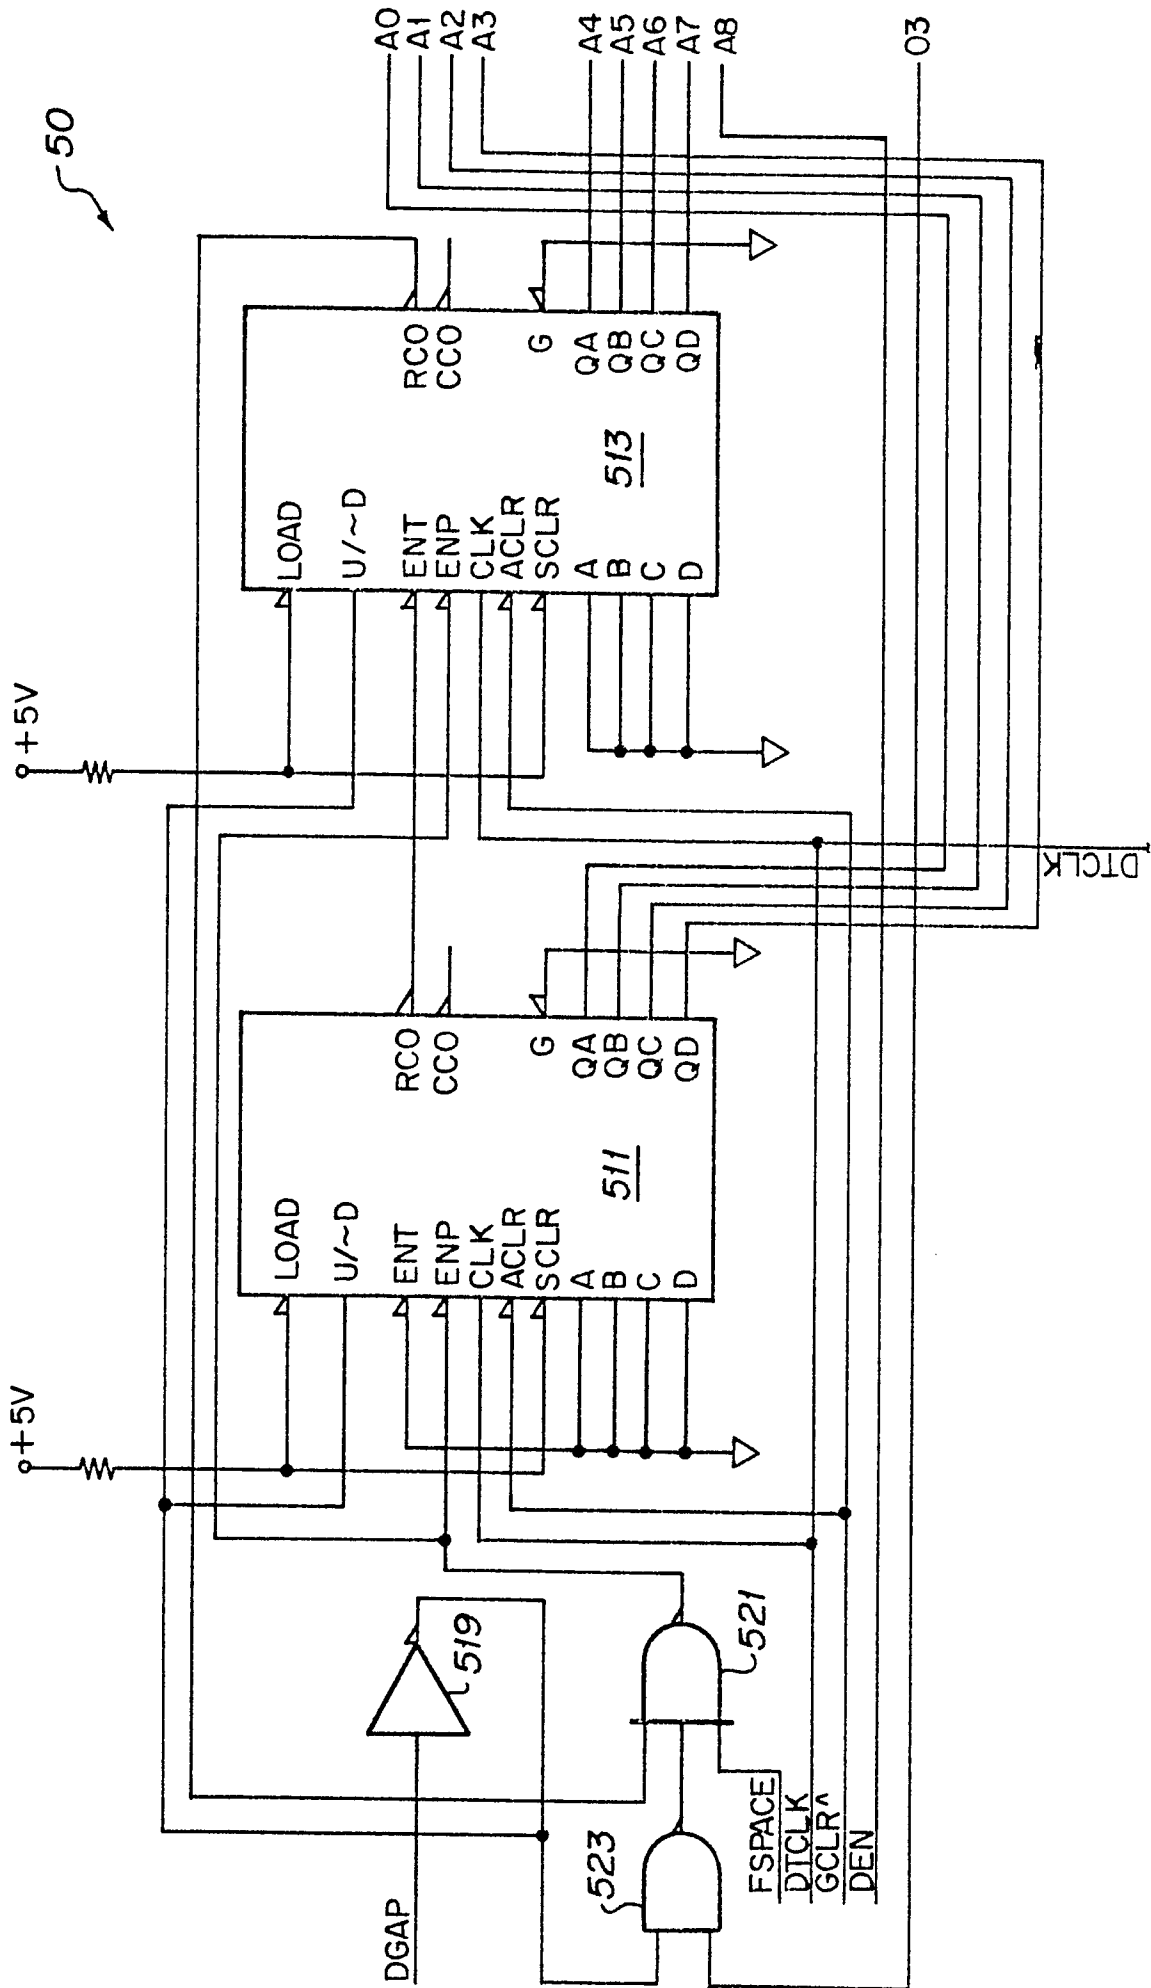 50
+5V
+5V
A0
A1
A2
A3
A4
A5
A6
A7
A8
03
LOAD
U/~D
ENT
ENP
CLK
ACLR
SCLR
A
B
C
D
RCO
CCO
G
QA
QB
QC
QD
511
LOAD
U/~D
ENT
ENP
CLK
ACLR
SCLR
A
B
C
D
RCO
CCO
G
QA
QB
QC
QD
513
DGAP
519
521
523
FSPACE
DTCLK
GCLR^
DEN
DTCLK